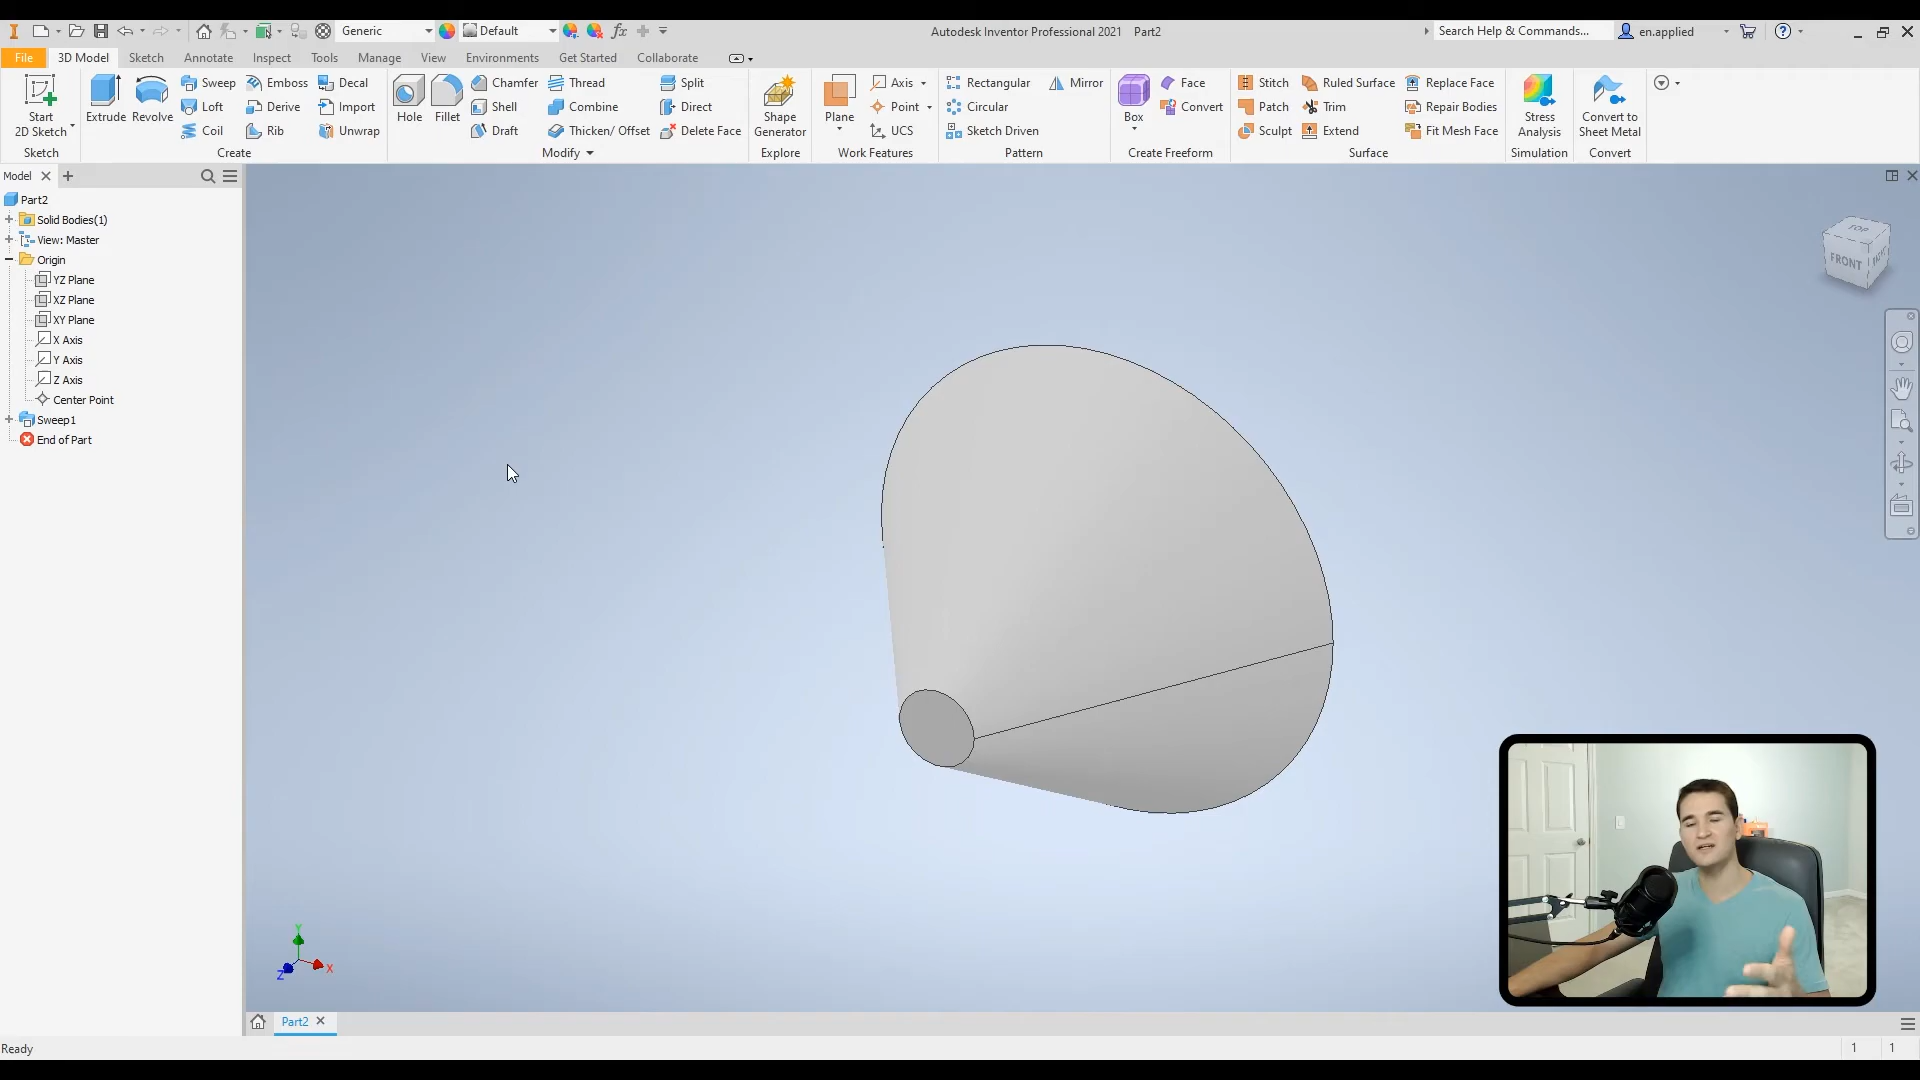 Generic
Default
fx
Autodesk Inventor Professional 2021 Part2
Search Help & Commands...
en.applied
File 3D Model Sketch Annotate Inspect Tools Manage View Environments Get Started Collaborate
Start
2D Sketch
Sketch
Extrude
Revolve
Sweep
Loft
Coil
Emboss
Derive
Rib
Decal
Import
Unwrap
Create
Hole
Fillet
Chamfer
Shell
Draft
Thread
Combine
Thicken/ Offset
Split
Direct
Delete Face
Modify
Shape
Generator
Explore
Plane
Axis
Point
UCS
Work Features
Rectangular
Circular
Sketch Driven
Mirror
Pattern
Box
Face
Convert
Create Freeform
Stitch
Patch
Sculpt
Ruled Surface
Trim
Extend
Replace Face
Repair Bodies
Fit Mesh Face
Surface
Stress
Analysis
Simulation
Convert to
Sheet Metal
Convert
Model
Part2
Solid Bodies(1)
View: Master
Origin
YZ Plane
XZ Plane
XY Plane
X Axis
Y Axis
Z Axis
Center Point
Sweep1
End of Part
TOP
FRONT
RIGHT
Y
Z
X
Part2
Ready
1 1